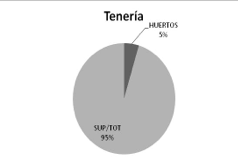 Tenería
HUERTOS
5%
SUP/TOT
95%